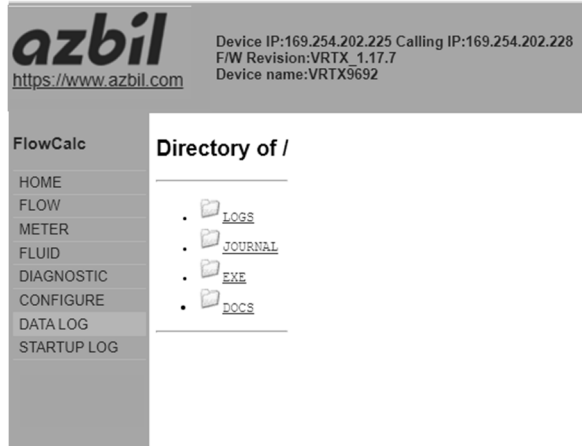 azbil
https://www.azbil.com
Device IP:169.254.202.225 Calling IP:169.254.202.228
F/W Revision:VRTX_1.17.7
Device name:VRTX9692
FlowCalc
HOME
FLOW
METER
FLUID
DIAGNOSTIC
CONFIGURE
DATA LOG
STARTUP LOG
Directory of /
LOGS
JOURNAL
EXE
DOCS